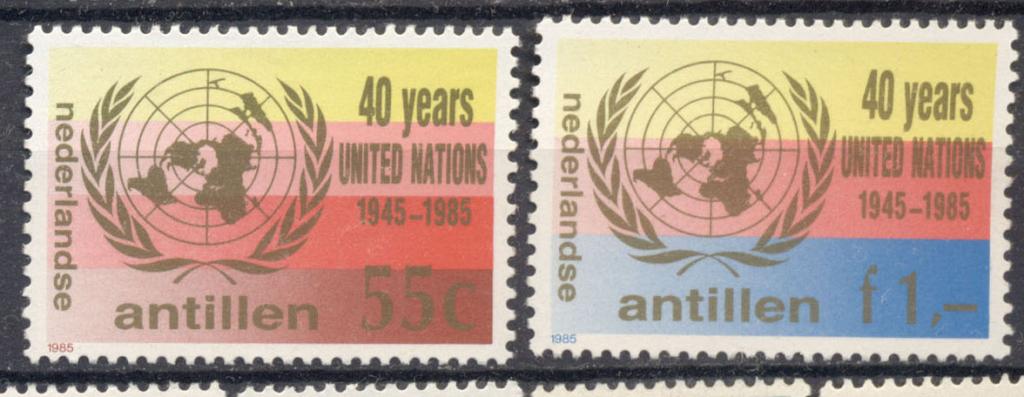 40 years
UNITED NATIONS
1945-1985
nederlandse
antillen 55c
1985
40 years
UNITED NATIONS
1945-1985
nederlandse
antillen f1,-
1985